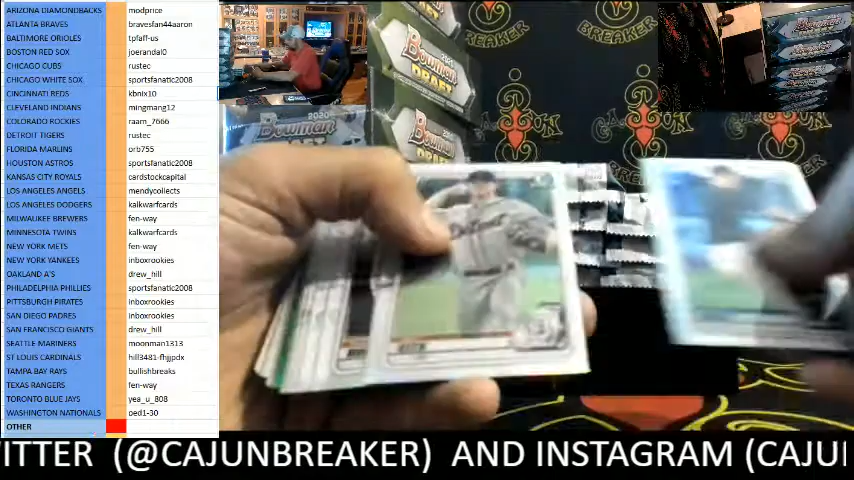 ARIZONA DIAMONDBACKS modprice
ATLANTA BRAVES bravesfan44aaron
BALTIMORE ORIOLES tpfaff-us
BOSTON RED SOX joerandal0
CHICAGO CUBS rustec
CHICAGO WHITE SOX sportsfanatic2008
CINCINNATI REDS kbnix10
CLEVELAND INDIANS mingmang12
COLORADO ROCKIES raam_7666
DETROIT TIGERS rustec
FLORIDA MARLINS orb755
HOUSTON ASTROS sportsfanatic2008
KANSAS CITY ROYALS cardstockcapital
LOS ANGELES ANGELS mendycollects
LOS ANGELES DODGERS kalkwarfcards
MILWAUKEE BREWERS fen-way
MINNESOTA TWINS kalkwarfcards
NEW YORK METS fen-way
NEW YORK YANKEES inboxrookies
OAKLAND A'S drew_hill
PHILADELPHIA PHILLIES sportsfanatic2008
PITTSBURGH PIRATES inboxrookies
SAN DIEGO PADRES inboxrookies
SAN FRANCISCO GIANTS drew_hill
SEATTLE MARINERS moonman1313
ST LOUIS CARDINALS hill3481-fhjjpdx
TAMPA BAY RAYS bullishbreaks
TEXAS RANGERS fen-way
TORONTO BLUE JAYS yea_u_808
WASHINGTON NATIONALS ped1-30
OTHER
Bowman
DRAFT
Bowman
DRAFT
2020
Bowman
BREAKER
CAJUN
ITTER (@CAJUNBREAKER) AND INSTAGRAM (CAJU